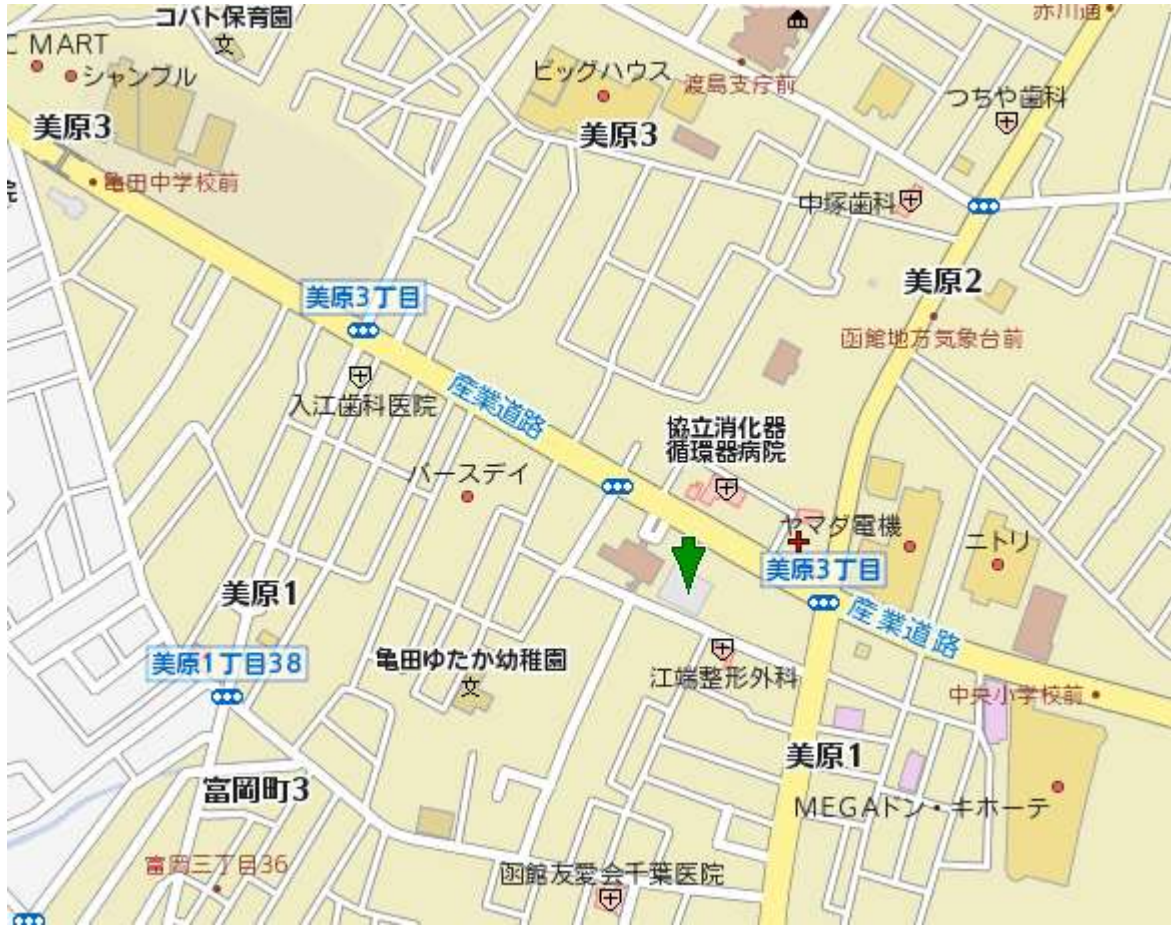 コバト保育園
文
赤川通
C MART
シャンブル
ビッグハウス
渡島支庁前
つちや歯科
美原3
美原3
亀田中学校前
中塚歯科
美原2
美原3丁目
函館地方気象台前
入江歯科医院
産業道路
協立消化器
循環器病院
バースデイ
ヤマダ電機
ニトリ
美原3丁目
美原1
産業道路
亀田ゆたか幼稚園
文
美原1丁目38
江端整形外科
中央小学校前
美原1
富岡町3
MEGAドン・キホーテ
富岡三丁目36
函館友愛会千葉医院